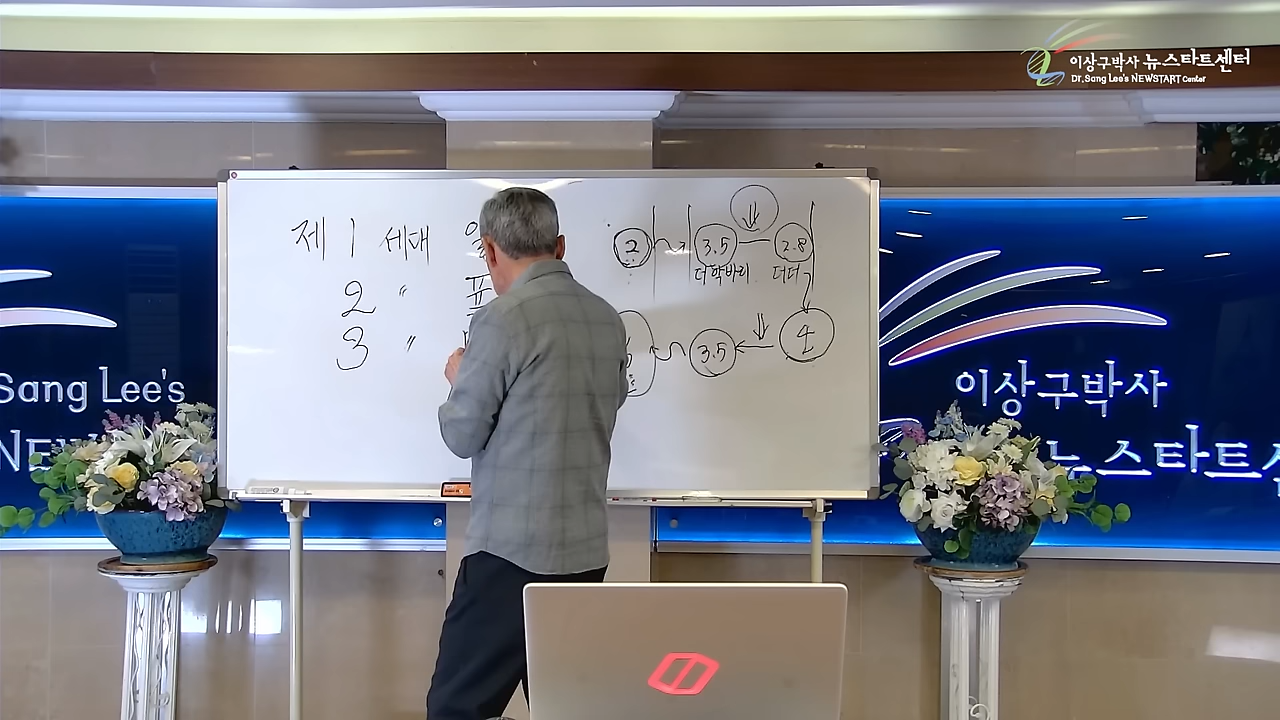 이상구박사 뉴스타트센터
Dr.Sang Lee's NEWSTART Center
제 1 세대
2 〃
표
3 〃
2 3.5 2.8
더학바리 더더
3.5 4
Sang Lee's
이상구박사
뉴스타트